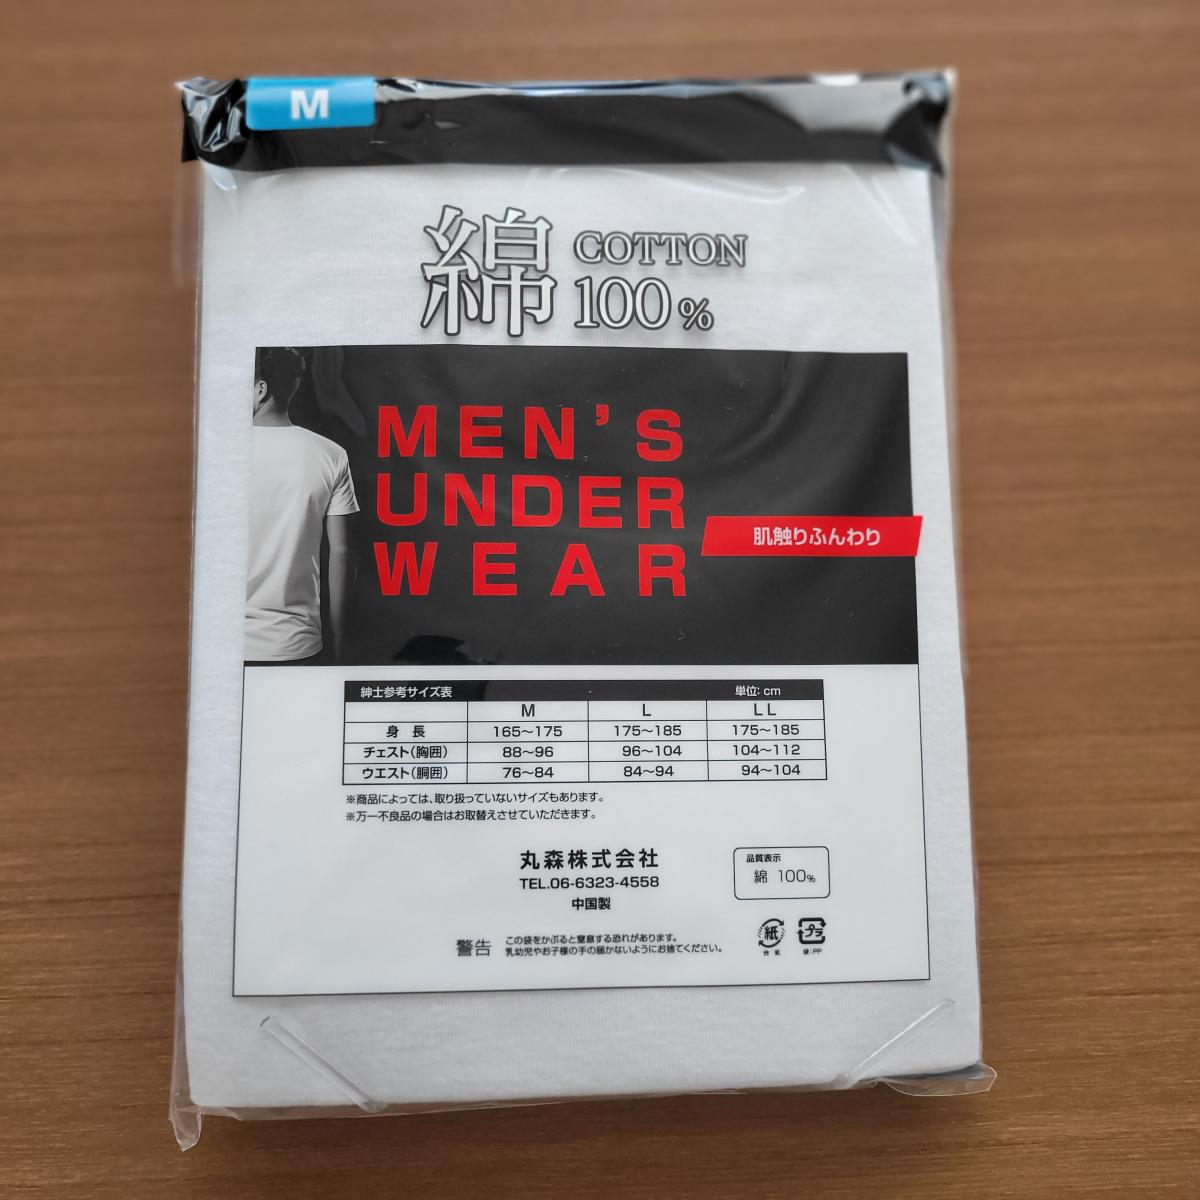 M
綿 COTTON 100%
MEN'S
UNDER
WEAR
肌触りふんわり
紳士参考サイズ表 単位: cm
M L LL
身 長 165〜175 175〜185 175〜185
チェスト(胸囲) 88〜96 96〜104 104〜112
ウエスト(胴囲) 76〜84 84〜94 94〜104
※商品によっては、取り扱っていないサイズもあります。
※万一不良品の場合はお取替えさせていただきます。
丸森株式会社
TEL.06-6323-4558
中国製
品質表示
綿 100%
警告 この袋をかぶると窒息する恐れがあります。
乳幼児やお子様の手の届かないようにお捨てください。
紙
台紙
プラ
袋:PP